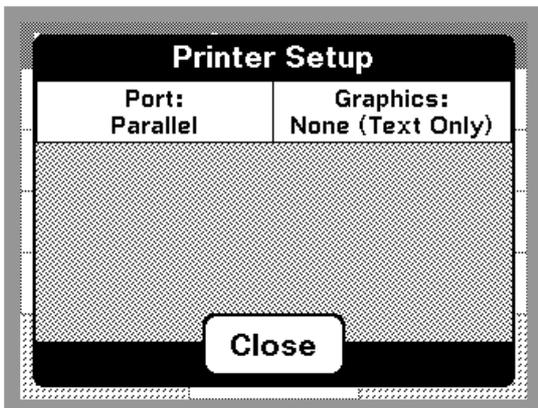 Printer Setup
Port:
Parallel
Graphics:
None (Text Only)
Close